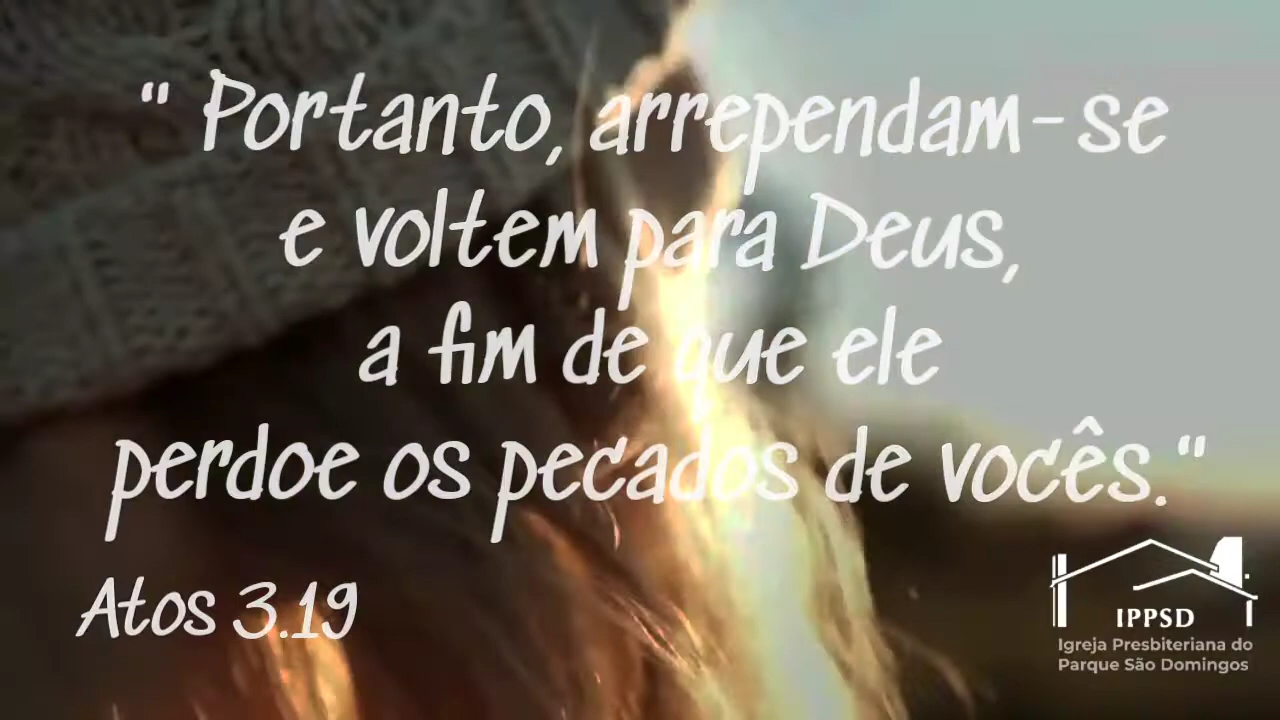 " Portanto, arrependam-se
e voltem para Deus,
a fim de que ele
perdoe os pecados de vocês."
Atos 3.19
IPPSD
Igreja Presbiteriana do
Parque São Domingos